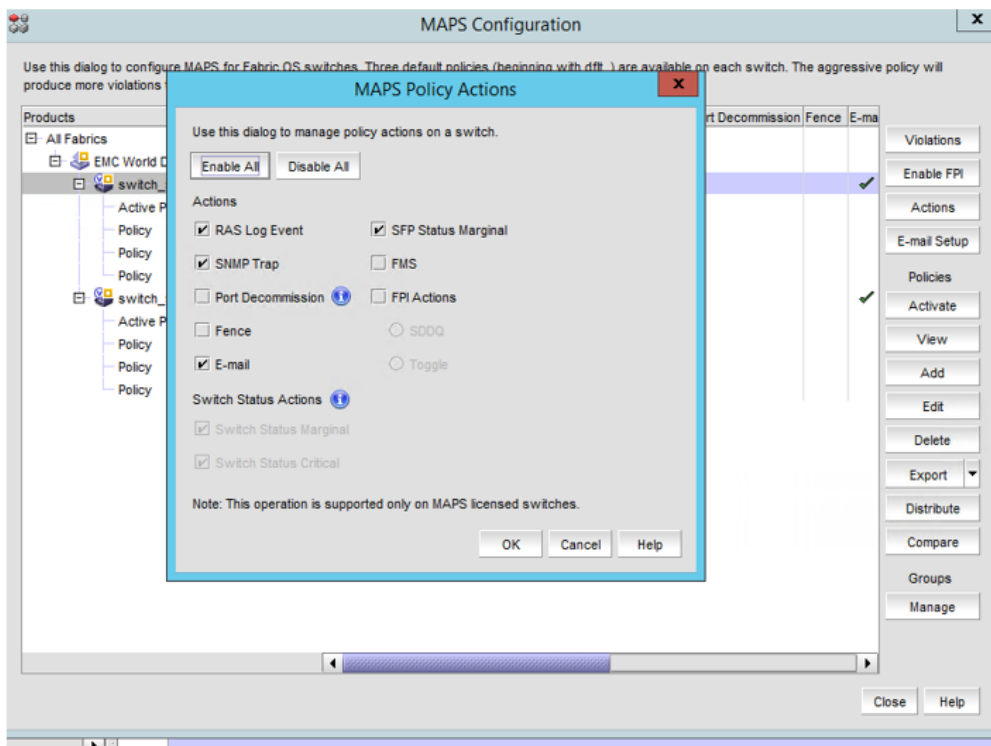 MAPS Configuration
x
Use this dialog to configure MAPS for Fabric OS switches. Three default policies (beginning with dflt_) are available on each switch. The aggressive policy will
produce more violations
Products
rt Decommission Fence E-ma
All Fabrics
EMC World D
switch_
Active P
Policy
Policy
Policy
switch_
Active P
Policy
Policy
Policy
MAPS Policy Actions
x
Use this dialog to manage policy actions on a switch.
Enable All Disable All
Actions
RAS Log Event SFP Status Marginal
SNMP Trap FMS
Port Decommission FPI Actions
Fence SDDQ
E-mail Toggle
Switch Status Actions
Switch Status Marginal
Switch Status Critical
Note: This operation is supported only on MAPS licensed switches.
OK Cancel Help
Violations
Enable FPI
Actions
E-mail Setup
Policies
Activate
View
Add
Edit
Delete
Export
Distribute
Compare
Groups
Manage
Close Help